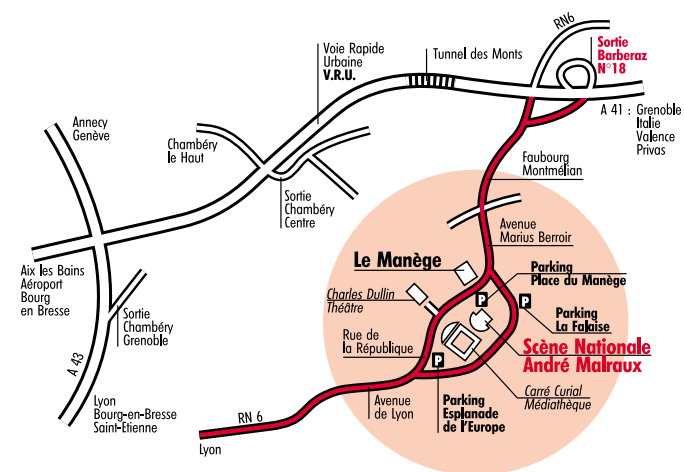 RN6
Sortie
Barberaz
N°18
Voie Rapide
Urbaine
V.R.U.
Tunnel des Monts
A 41 : Grenoble
Italie
Valence
Privas
Annecy
Genève
Chambéry
le Haut
Sortie
Chambéry
Centre
Faubourg
Montmélian
Avenue
Marius Berroir
Aix les Bains
Aéroport
Bourg
en Bresse
Le Manège
Parking
Place du Manège
P
P
Charles Dullin
Théâtre
Parking
La Falaise
Sortie
Chambéry
Grenoble
Rue de
la République
Scène Nationale
André Malraux
P
A 43
Carré Curial
Médiathèque
Lyon
Bourg-en-Bresse
Saint-Etienne
RN 6
Avenue
de Lyon
Parking
Esplanade
de l'Europe
Lyon